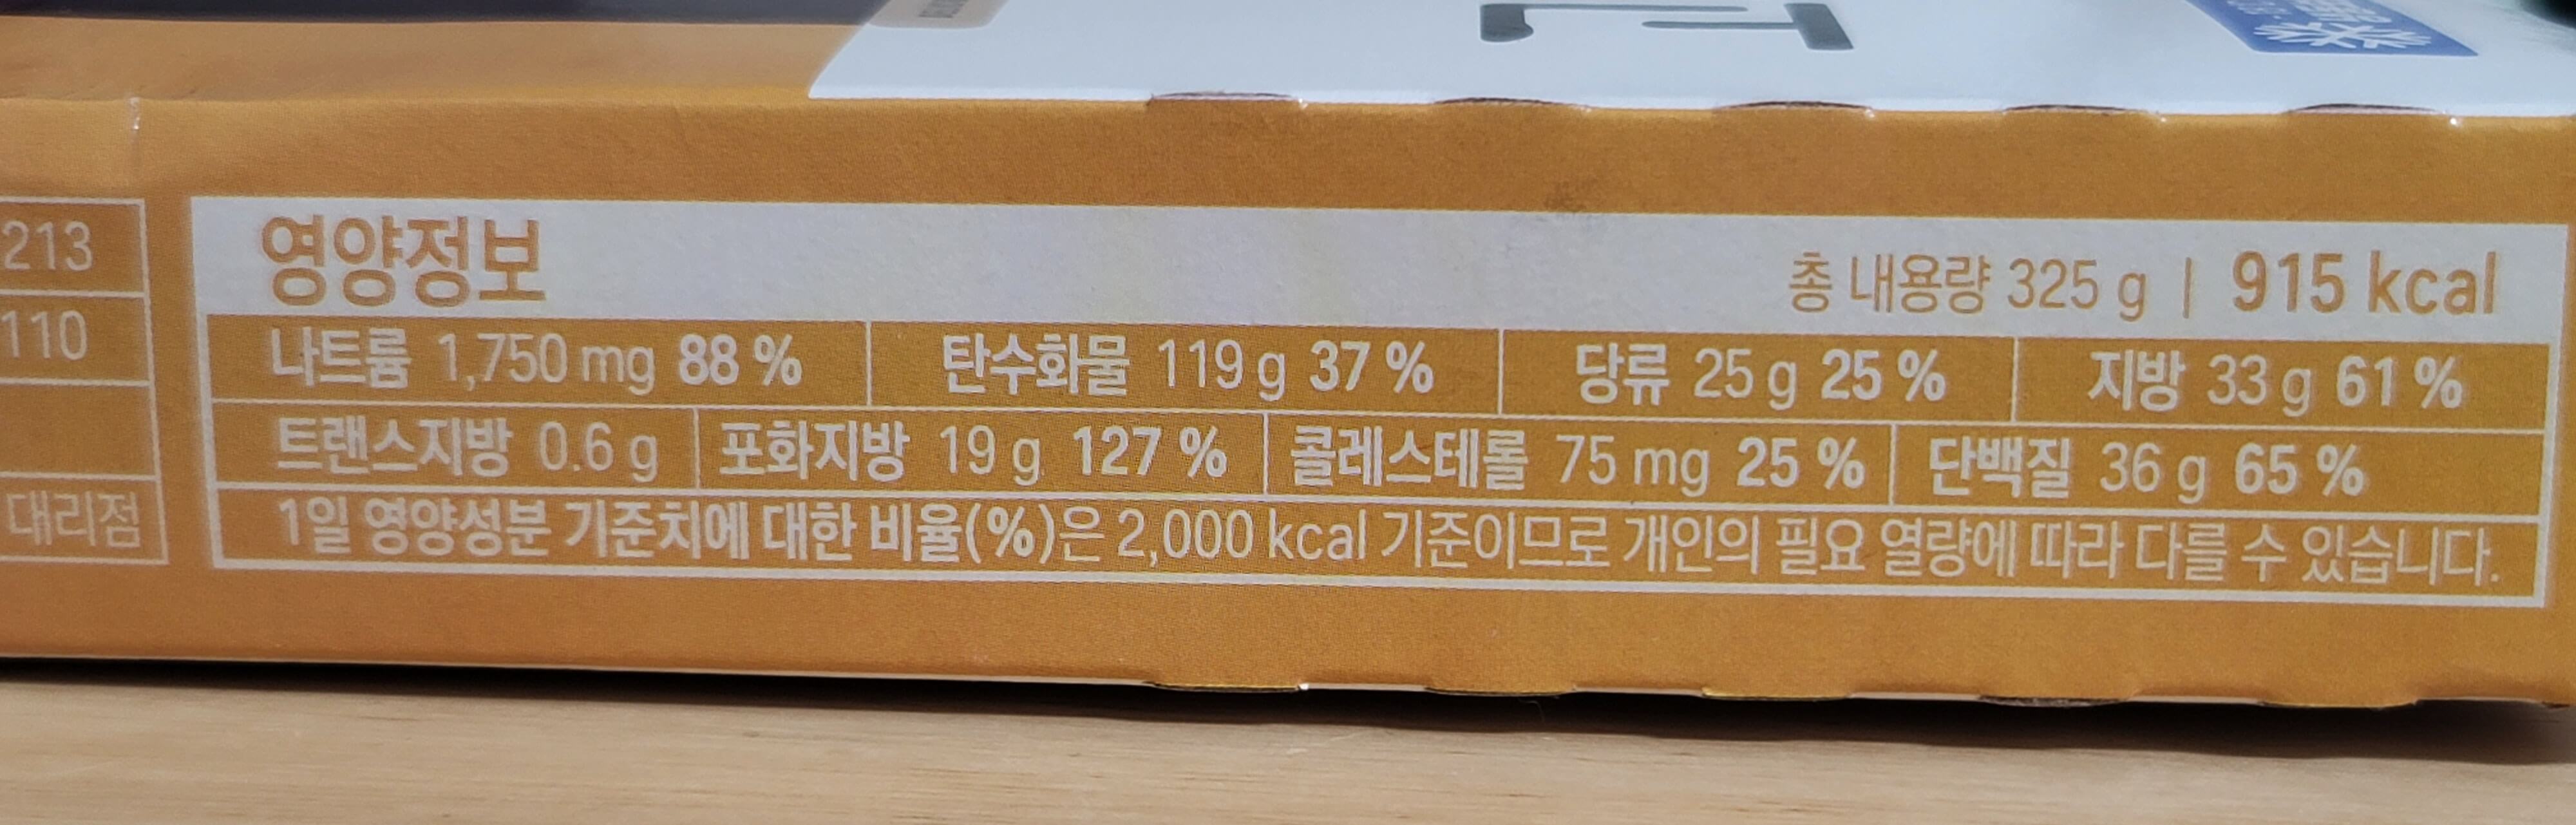 213
110
대리점
영양정보
총 내용량 325 g | 915 kcal
나트륨 1,750 mg 88 % 탄수화물 119 g 37 % 당류 25 g 25 % 지방 33 g 61 %
트랜스지방 0.6 g 포화지방 19 g 127 % 콜레스테롤 75 mg 25 % 단백질 36 g 65 %
1일 영양성분 기준치에 대한 비율(%)은 2,000 kcal 기준이므로 개인의 필요 열량에 따라 다를 수 있습니다.